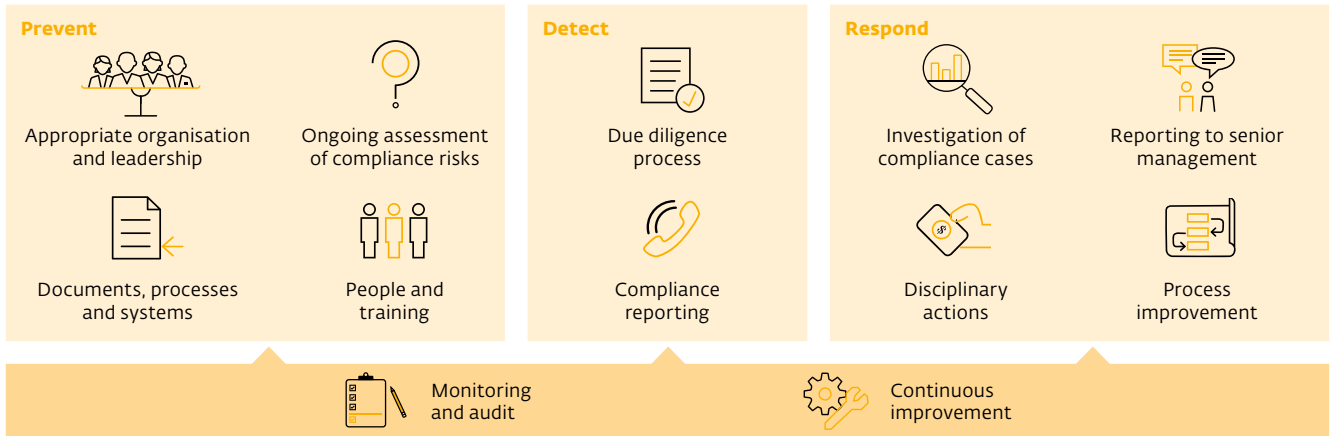 Prevent
Appropriate organisation
and leadership
Ongoing assessment
of compliance risks
Documents, processes
and systems
People and
training
Detect
Due diligence
process
Compliance
reporting
Respond
Investigation of
compliance cases
Reporting to senior
management
Disciplinary
actions
Process
improvement
Monitoring
and audit
Continuous
improvement